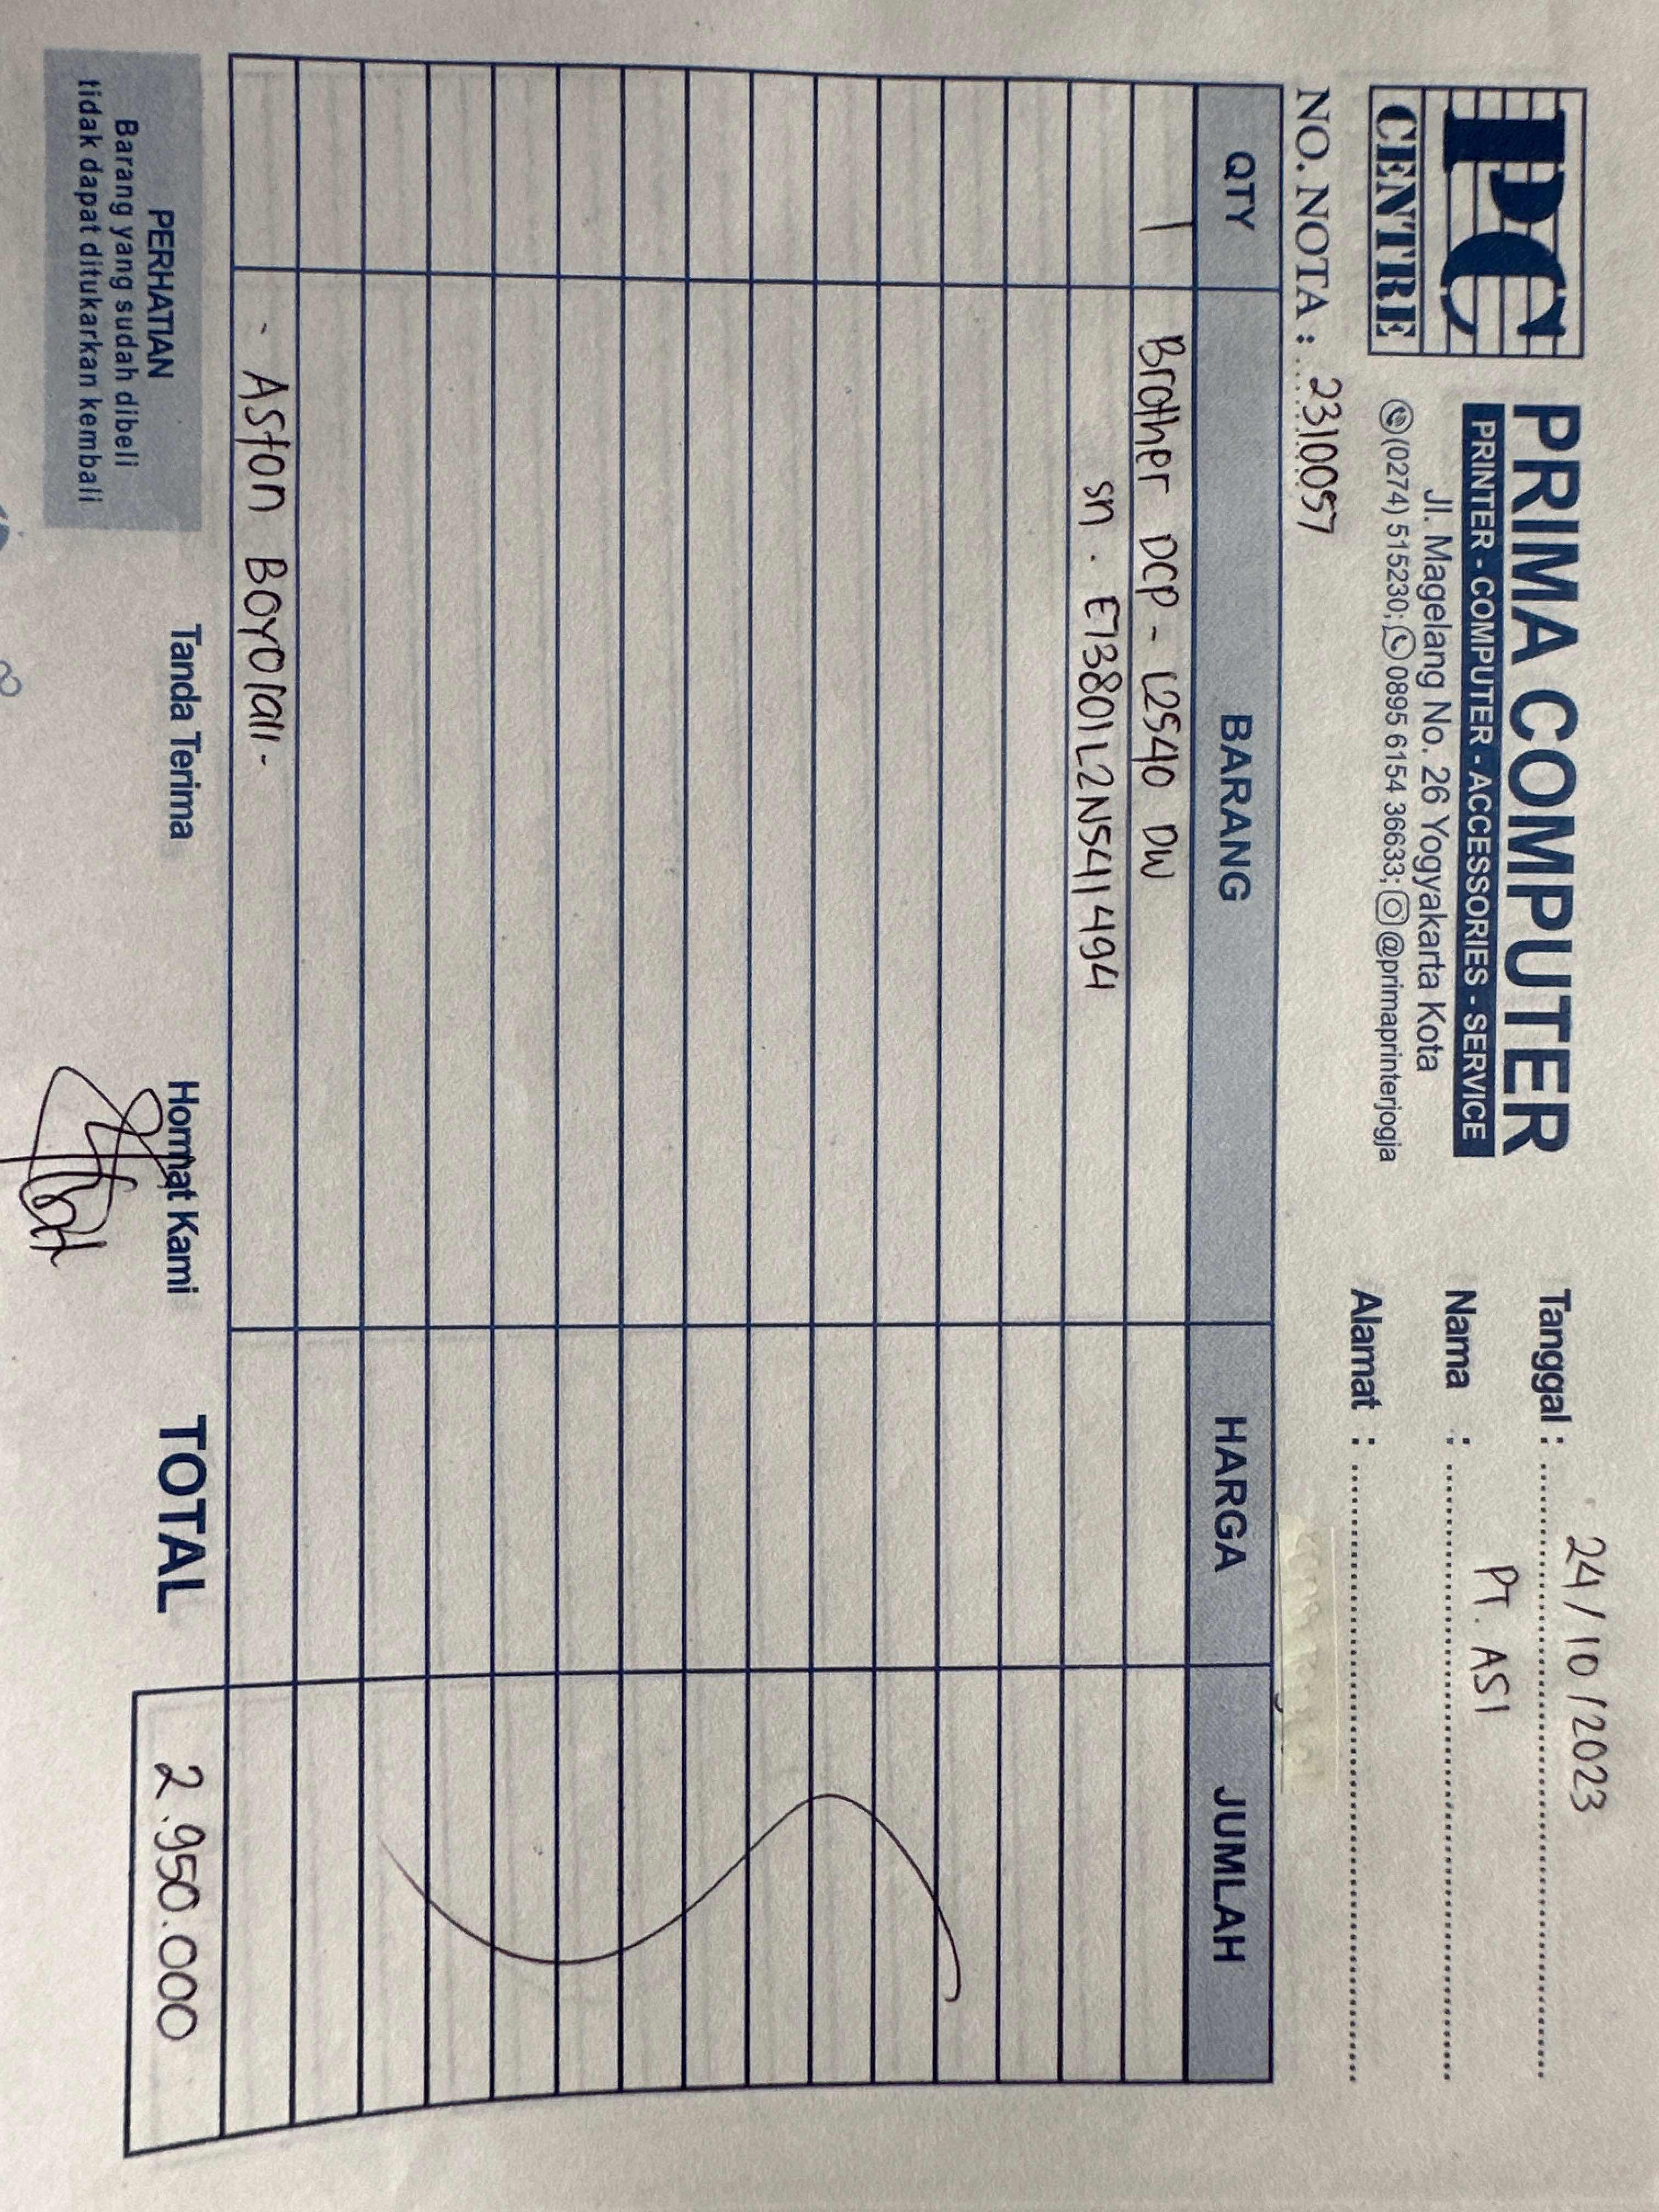 PC
CENTRE
PRIMA COMPUTER
PRINTER - COMPUTER - ACCESSORIES - SERVICE
Jl. Magelang No. 26 Yogyakarta Kota
(0274) 515230; 0895 6154 36633; @primaprinterjogja
Tanggal : 24/10/2023
Nama : PT. ASI
Alamat :
NO. NOTA : 2310057
QTY BARANG HARGA JUMLAH
1 Brother DCP - L2540 DW
sn . E73801L2N541494
- Aston Boyolali -
PERHATIAN
Barang yang sudah dibeli
tidak dapat ditukarkan kembali
Tanda Terima
Hormat Kami
TOTAL 2.950.000